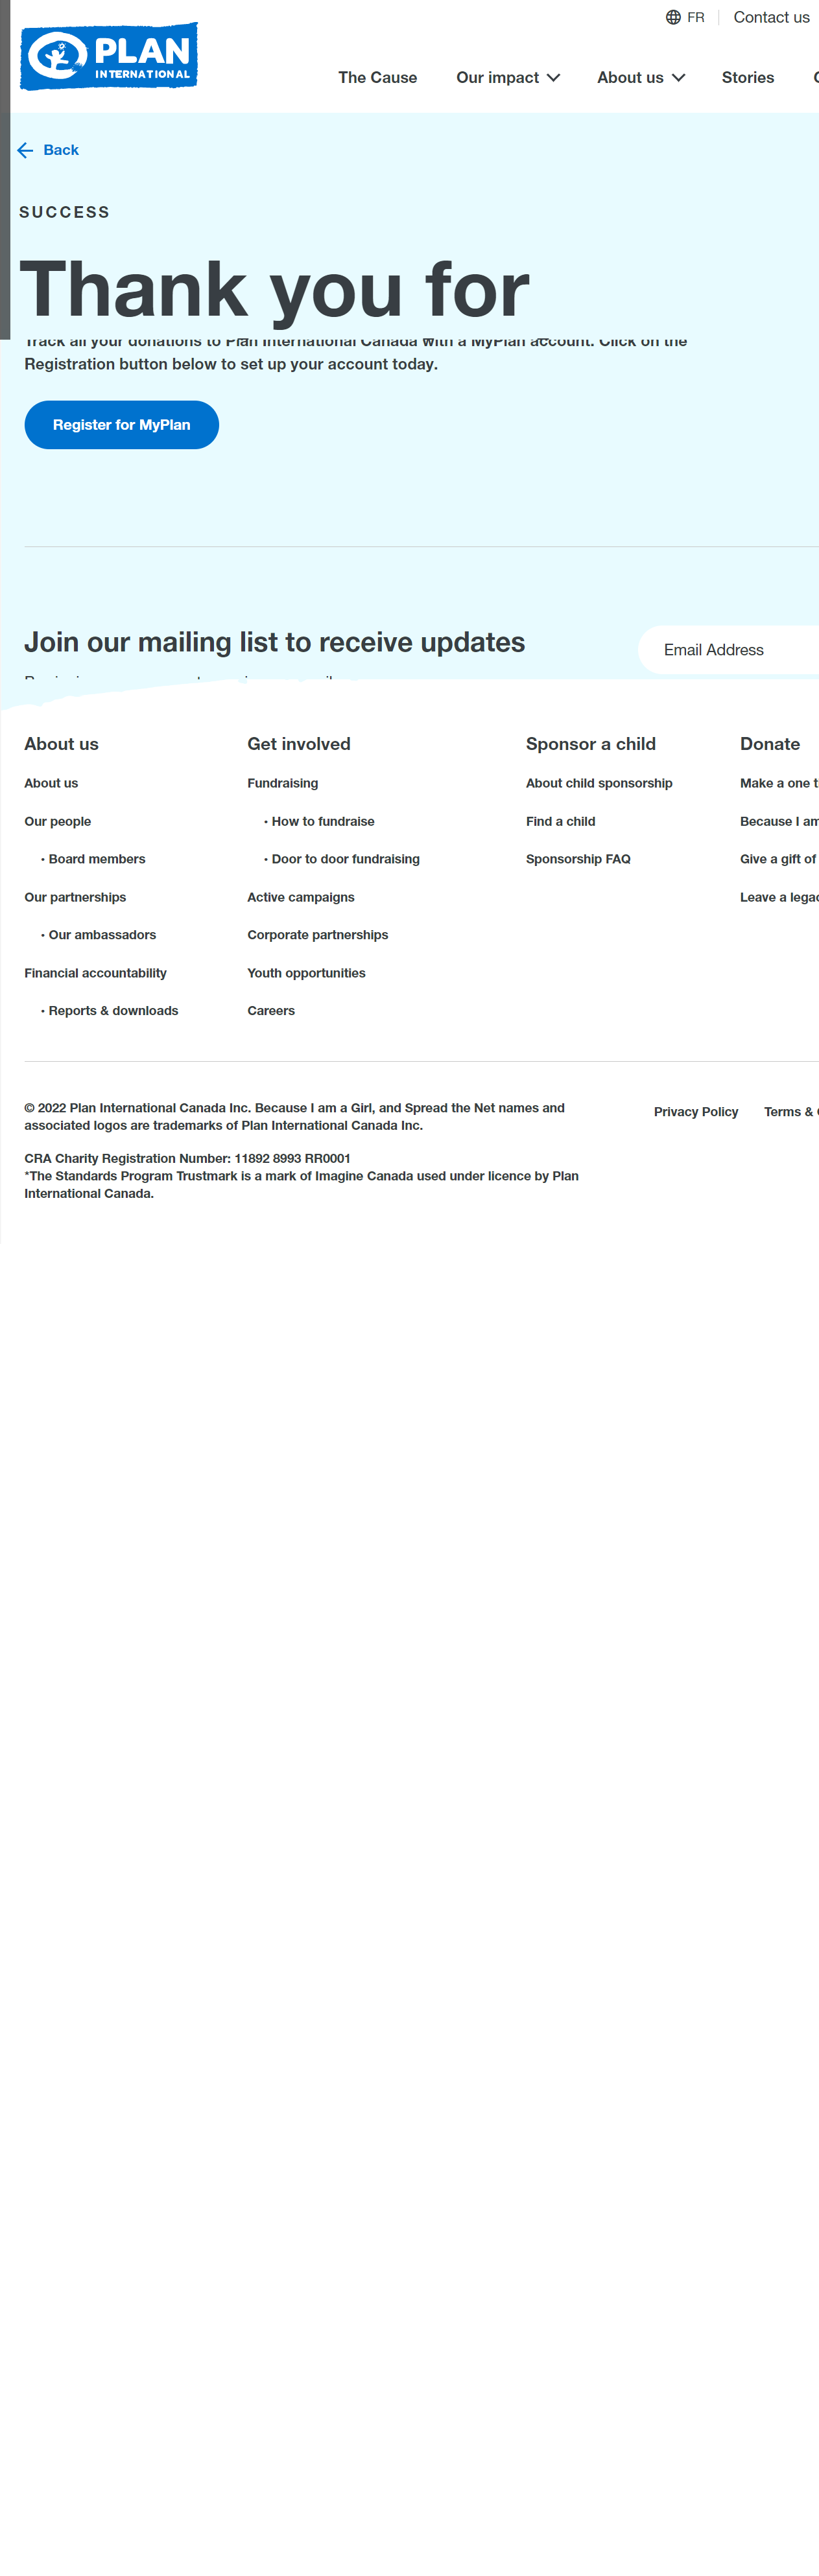 FR
Contact us
PLAN
INTERNATIONAL
The Cause
Our impact
About us
Stories
Back
SUCCESS
Thank you for
Track all your donations to Plan International Canada with a MyPlan account. Click on the
Registration button below to set up your account today.
Register for MyPlan
Join our mailing list to receive updates
Email Address
About us
Get involved
Sponsor a child
Donate
About us
Fundraising
About child sponsorship
Make a one
Our people
• How to fundraise
Find a child
Because I am
• Board members
• Door to door fundraising
Sponsorship FAQ
Give a gift of
Our partnerships
Active campaigns
Leave a
• Our ambassadors
Corporate partnerships
Financial accountability
Youth opportunities
• Reports & downloads
Careers
© 2022 Plan International Canada Inc. Because I am a Girl, and Spread the Net names and
associated logos are trademarks of Plan International Canada Inc.
Privacy Policy
Terms &
CRA Charity Registration Number: 11892 8993 RR0001
*The Standards Program Trustmark is a mark of Imagine Canada used under licence by Plan
International Canada.